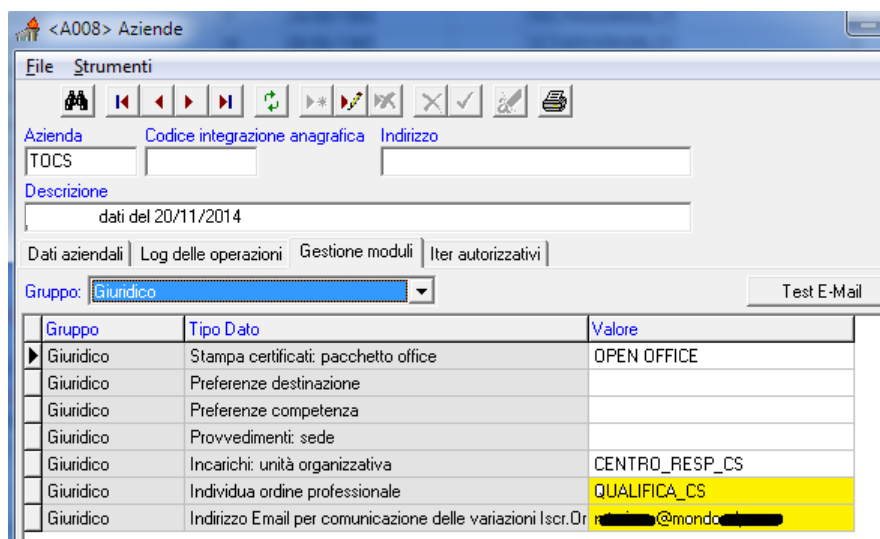 <A008> Aziende
File Strumenti
Azienda Codice integrazione anagrafica Indirizzo
TOCS
Descrizione
dati del 20/11/2014
Dati aziendali Log delle operazioni Gestione moduli Iter autorizzativi
Gruppo: Giuridico Test E-Mail
Gruppo Tipo Dato Valore
Giuridico Stampa certificati: pacchetto office OPEN OFFICE
Giuridico Preferenze destinazione
Giuridico Preferenze competenza
Giuridico Provvedimenti: sede
Giuridico Incarichi: unità organizzativa CENTRO_RESP_CS
Giuridico Individua ordine professionale QUALIFICA_CS
Giuridico Indirizzo Email per comunicazione delle variazioni Iscr.Or @mondo